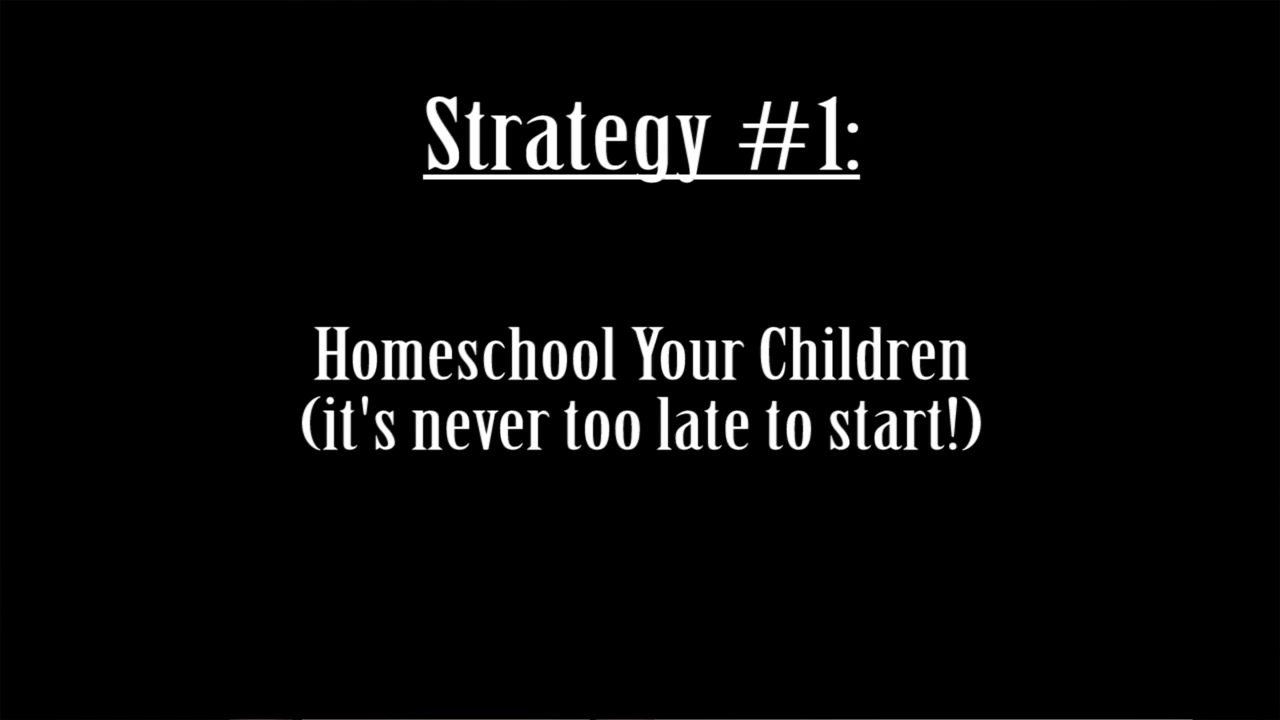 Strategy #1:
Homeschool Your Children
(it's never too late to start!)